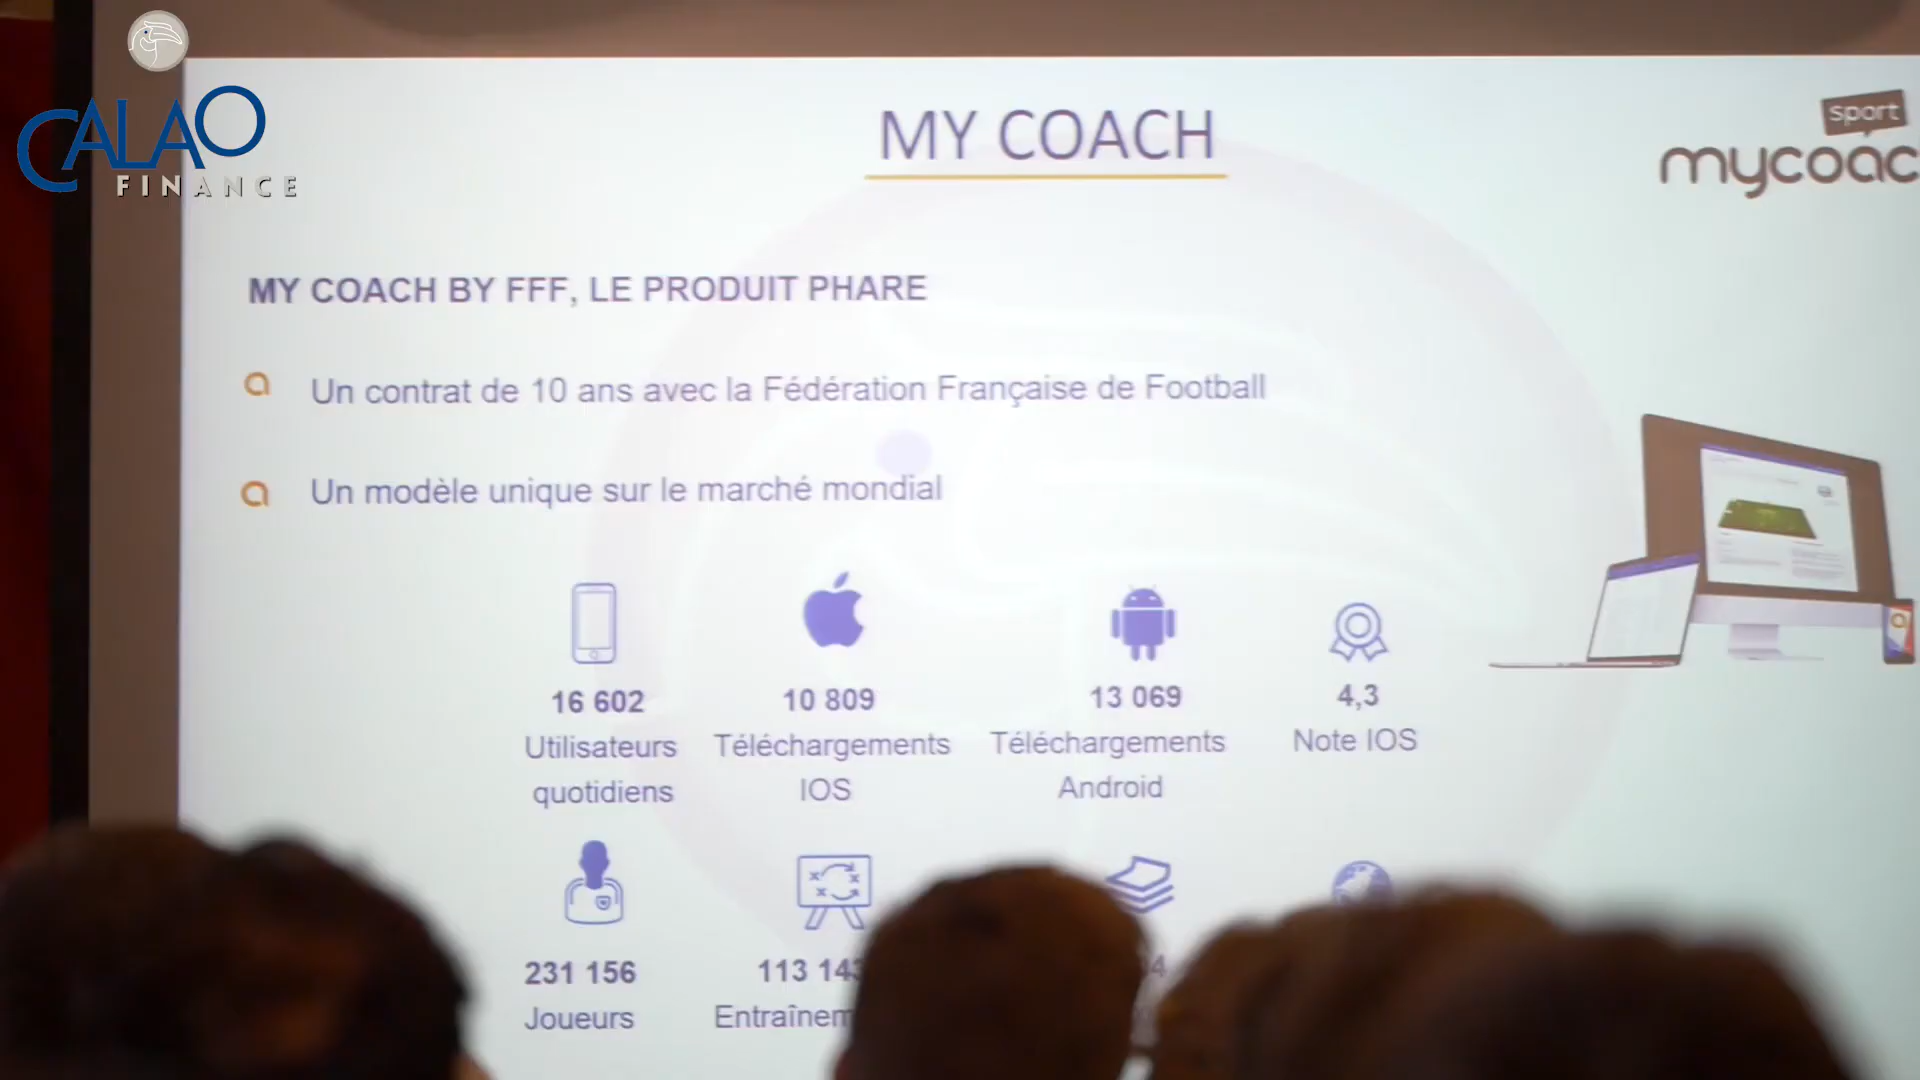 CALAO
FINANCE
MY COACH
sport
MY COACH BY FFF, LE PRODUIT PHARE
Un contrat de 10 ans avec la Fédération Française de Football
Un modèle unique sur le marché mondial
16 602 10 809 13 069 4,3
Utilisateurs Téléchargements Téléchargements Note IOS
quotidiens IOS Android
231 156
Joueurs